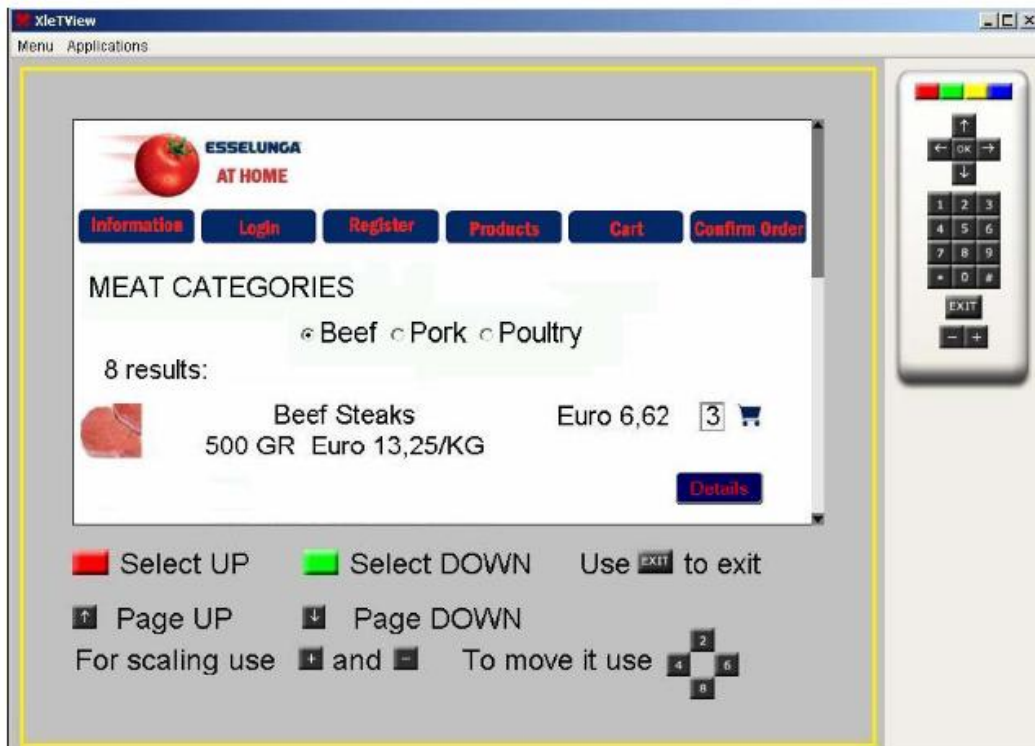 XleTView
Menu Applications
ESSELUNGA
AT HOME
Information Login Register Products Cart Confirm Order
MEAT CATEGORIES
Beef Pork Poultry
8 results:
Beef Steaks Euro 6,62 3
500 GR Euro 13,25/KG
Details
Select UP Select DOWN Use EXIT to exit
↑ Page UP ↓ Page DOWN
For scaling use + and - To move it use 2 4 6 8
↑
← OK →
↓
1 2 3
4 5 6
7 8 9
* 0 #
EXIT
- +